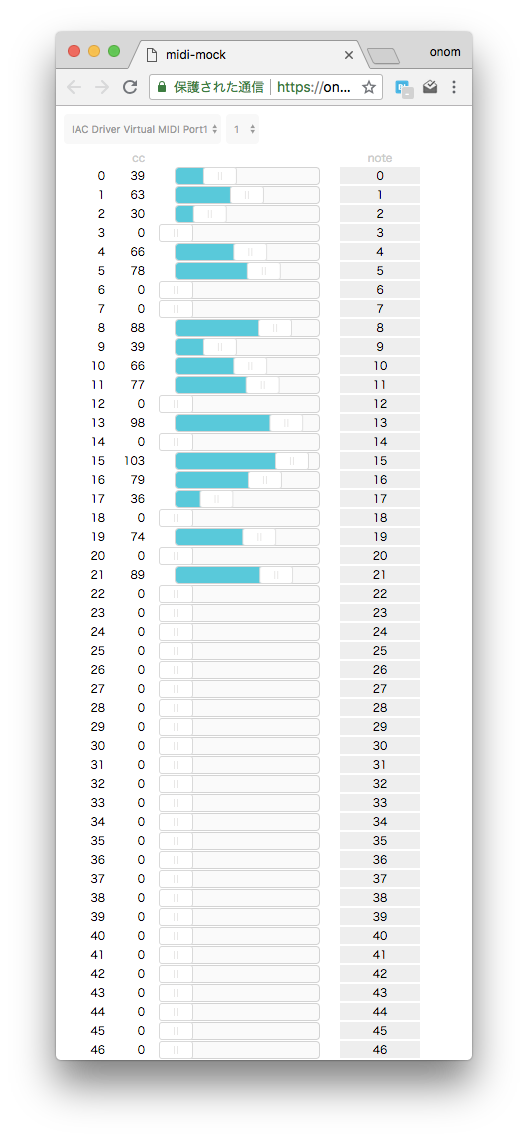 midi-mock
onom
保護された通信 https://on...
IAC Driver Virtual MIDI Port1 1
cc note
0 39 0
1 63 1
2 30 2
3 0 3
4 66 4
5 78 5
6 0 6
7 0 7
8 88 8
9 39 9
10 66 10
11 77 11
12 0 12
13 98 13
14 0 14
15 103 15
16 79 16
17 36 17
18 0 18
19 74 19
20 0 20
21 89 21
22 0 22
23 0 23
24 0 24
25 0 25
26 0 26
27 0 27
28 0 28
29 0 29
30 0 30
31 0 31
32 0 32
33 0 33
34 0 34
35 0 35
36 0 36
37 0 37
38 0 38
39 0 39
40 0 40
41 0 41
42 0 42
43 0 43
44 0 44
45 0 45
46 0 46